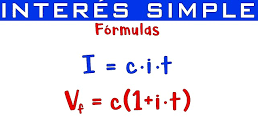 INTERÉS SIMPLE
Fórmulas
I = c·i·t
Vf = c(1+i·t)